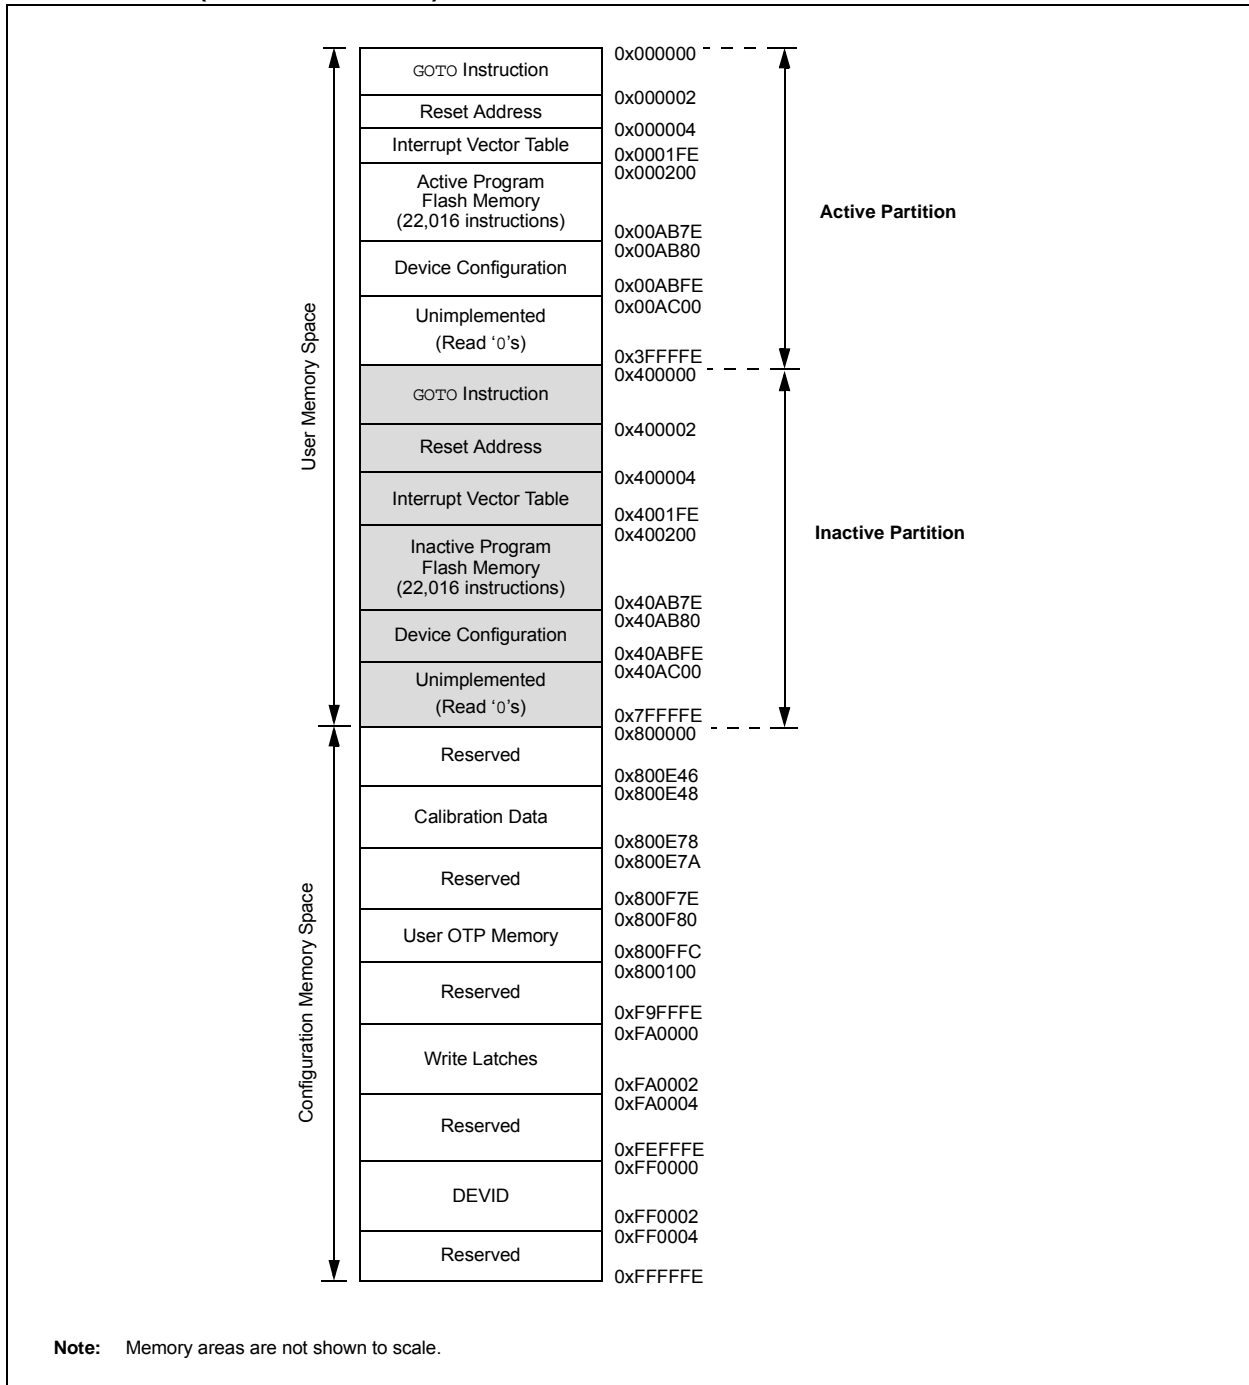 GOTO Instruction
0x000000
Reset Address
0x000002
Interrupt Vector Table
0x000004
0x0001FE
Active Program
Flash Memory
(22,016 instructions)
0x000200
0x00AB7E
Device Configuration
0x00AB80
0x00ABFE
Unimplemented
(Read ‘0’s)
0x00AC00
0x3FFFFE
Active Partition
User Memory Space
GOTO Instruction
0x400000
Reset Address
0x400002
Interrupt Vector Table
0x400004
0x4001FE
Inactive Program
Flash Memory
(22,016 instructions)
0x400200
0x40AB7E
Device Configuration
0x40AB80
0x40ABFE
Unimplemented
(Read ‘0’s)
0x40AC00
0x7FFFFE
Inactive Partition
Reserved
0x800000
0x800E46
Calibration Data
0x800E48
0x800E78
Reserved
0x800E7A
0x800F7E
User OTP Memory
0x800F80
0x800FFC
Reserved
0x800100
0xF9FFFE
Write Latches
0xFA0000
0xFA0002
Reserved
0xFA0004
0xFEFFFE
DEVID
0xFF0000
0xFF0002
Reserved
0xFF0004
0xFFFFFE
Configuration Memory Space
Note: Memory areas are not shown to scale.